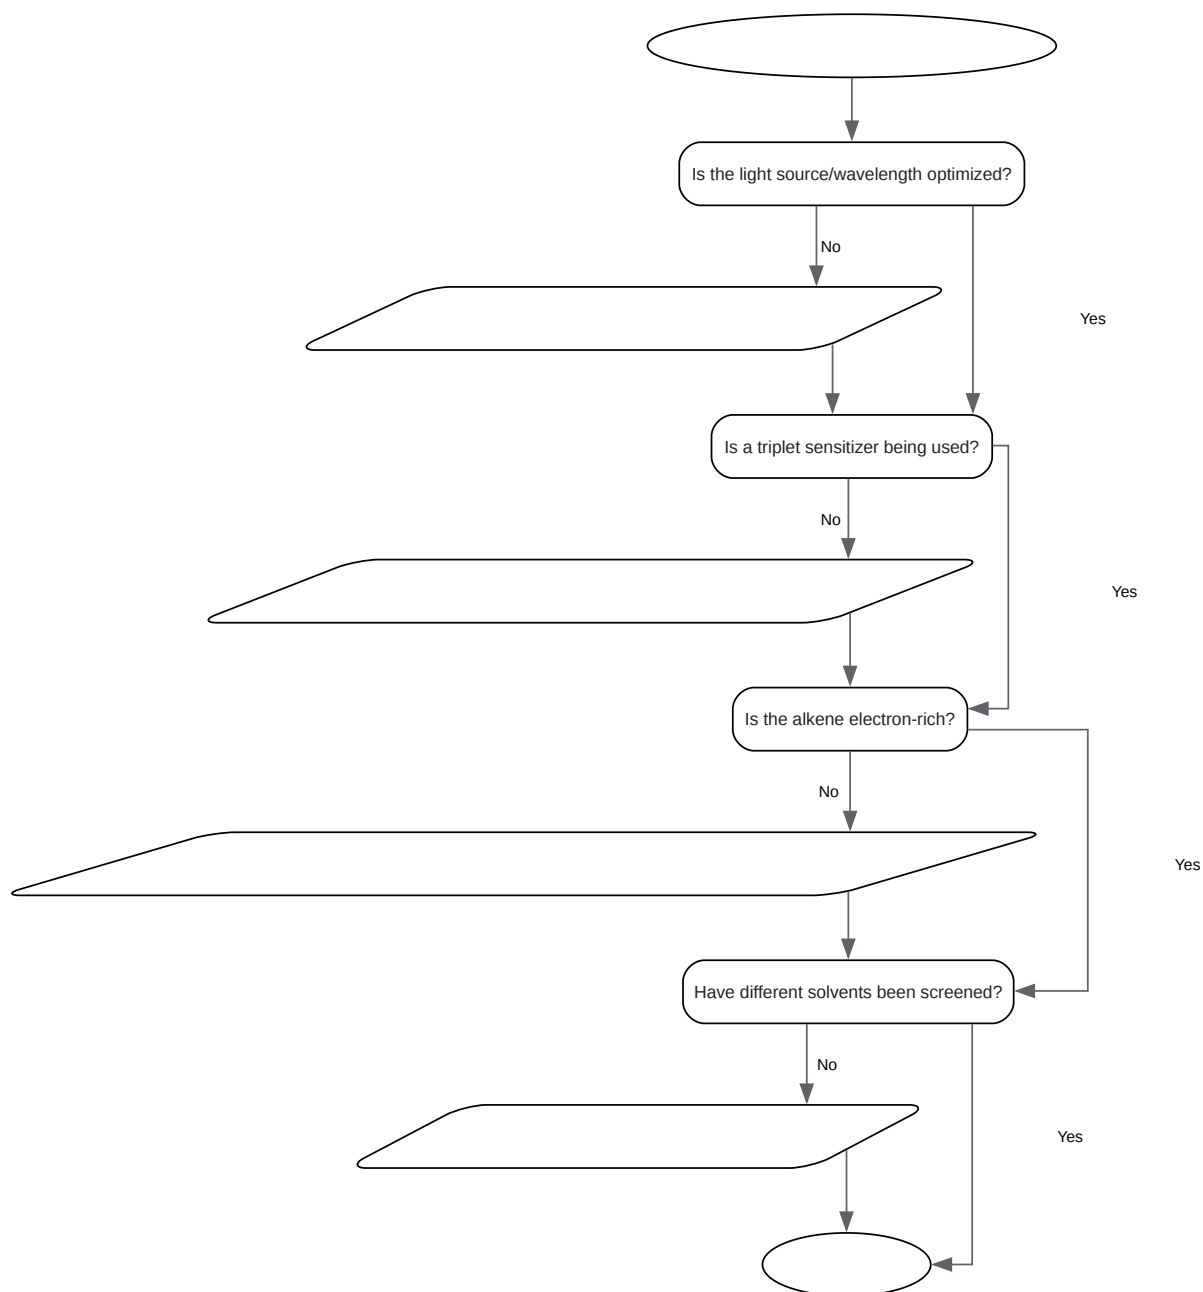 Is the light source/wavelength optimized?
No
Yes
Is a triplet sensitizer being used?
No
Yes
Is the alkene electron-rich?
No
Yes
Have different solvents been screened?
No
Yes